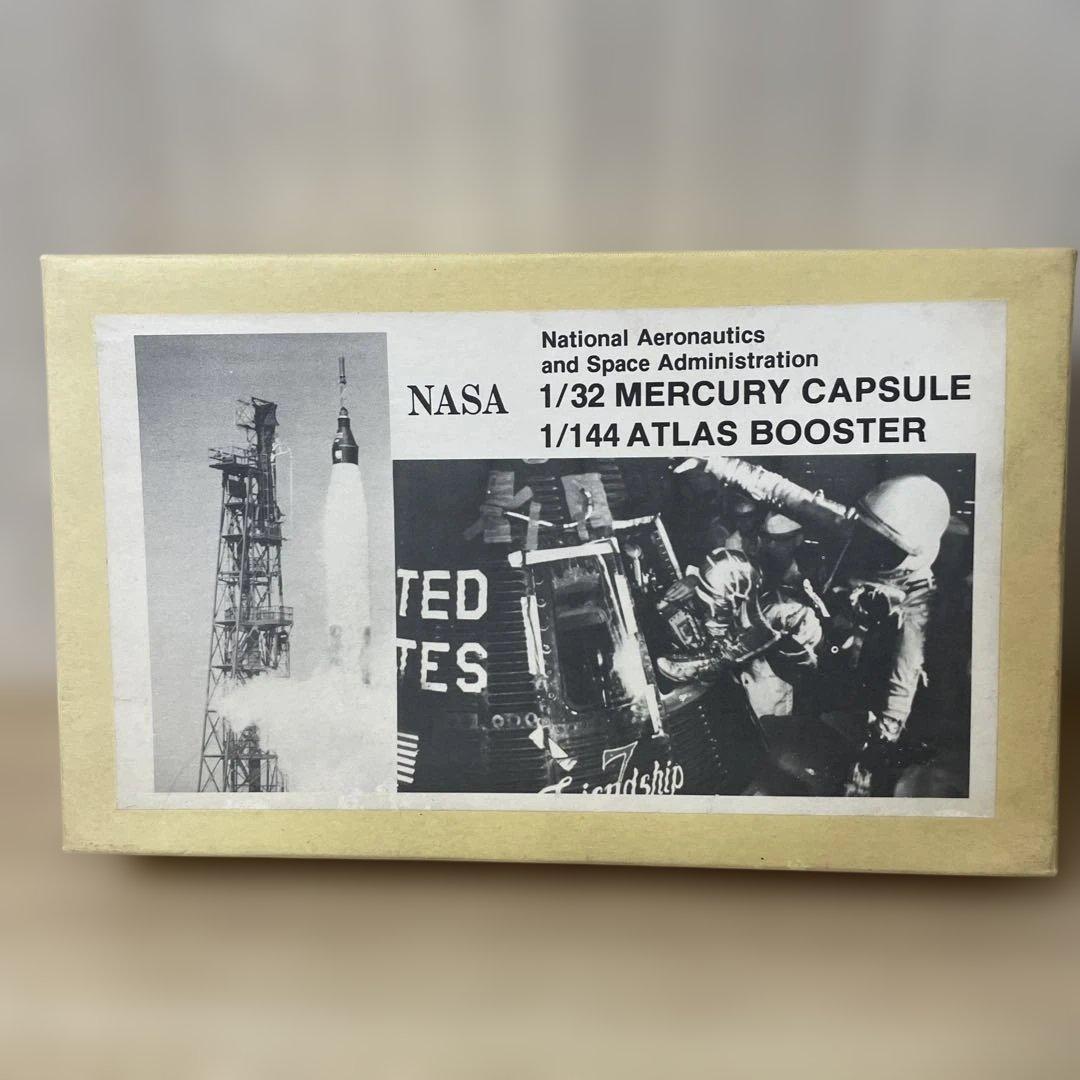 National Aeronautics
and Space Administration
NASA
1/32 MERCURY CAPSULE
1/144 ATLAS BOOSTER
TED
TES
Friendship
7